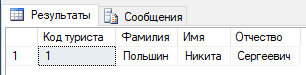 Результаты Сообщения
Код туриста Фамилия Имя Отчество
1 1 Польшин Никита Сергеевич